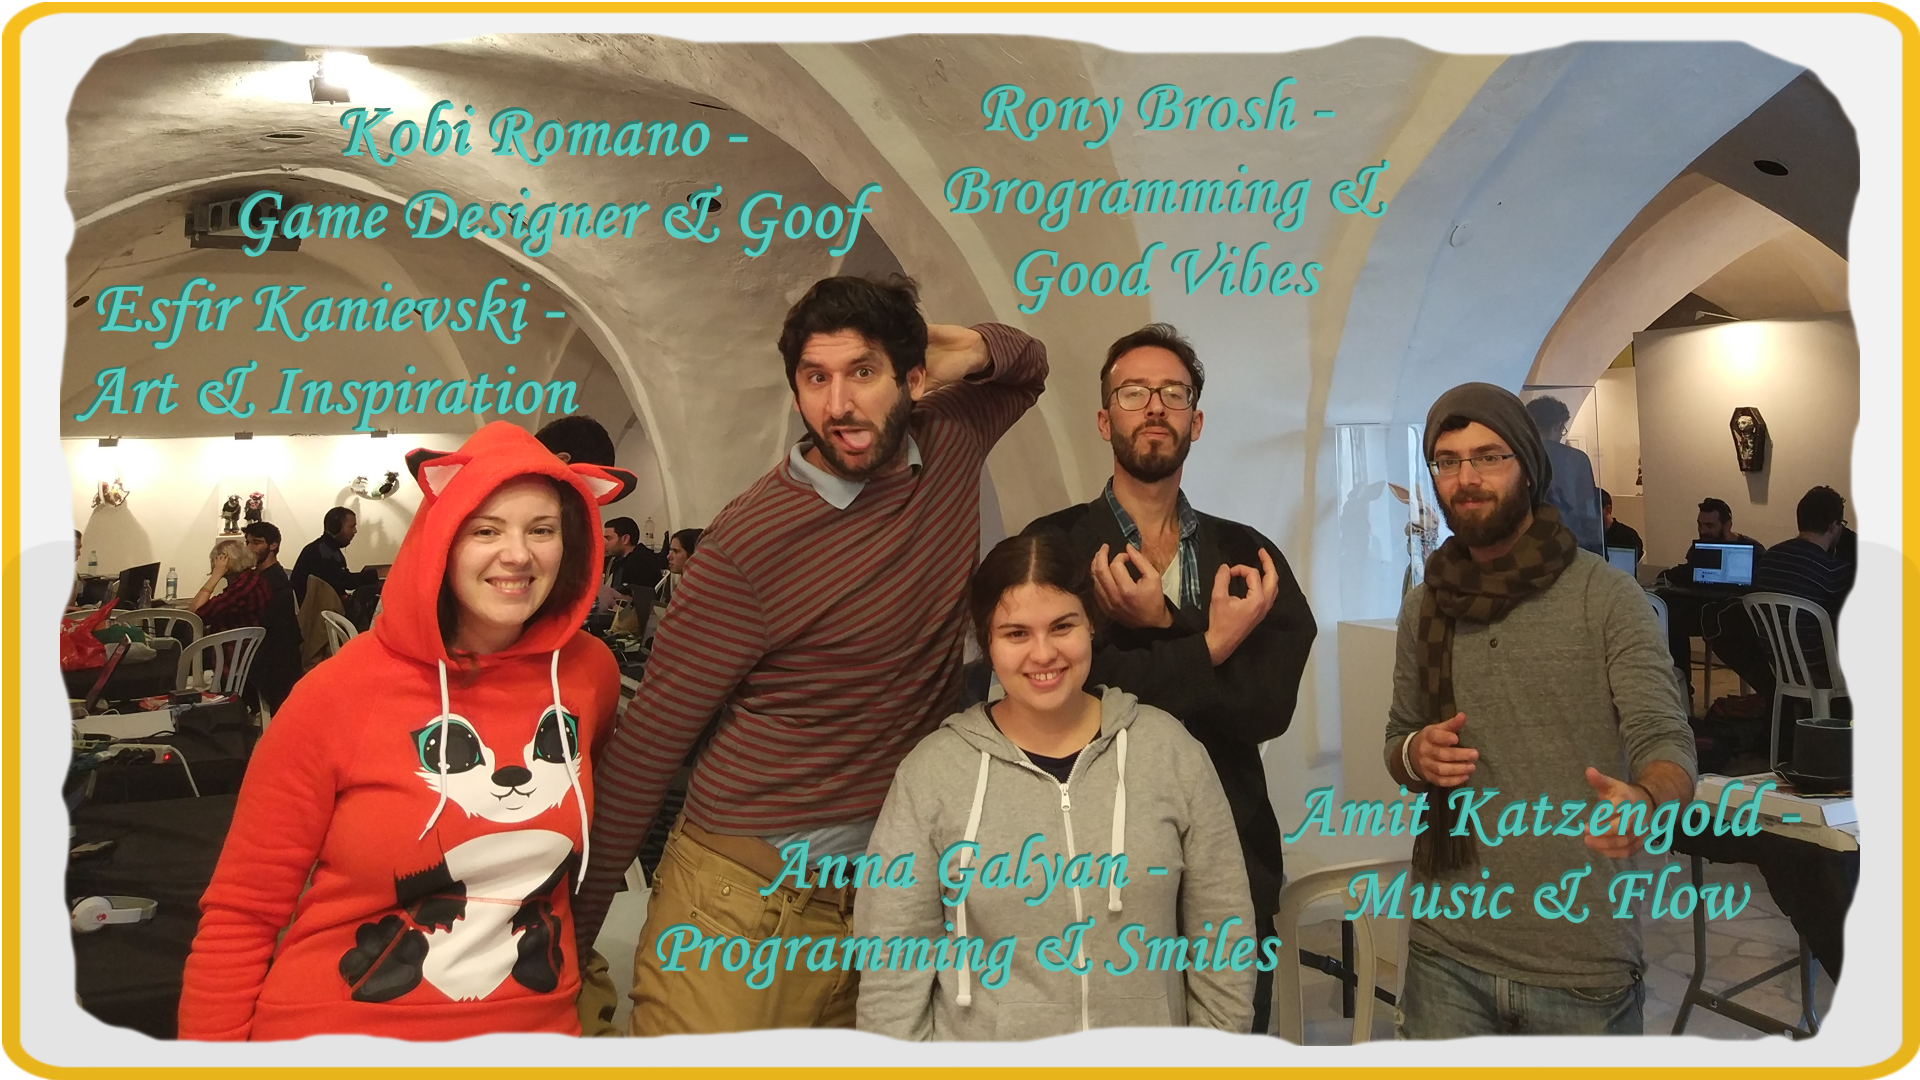 Kobi Romano -
Game Designer & Goof
Rony Brosh -
Brogramming &
Good Vibes
Esfir Kanievski -
Art & Inspiration
Anna Galyan -
Programming & Smiles
Amit Katzengold -
Music & Flow